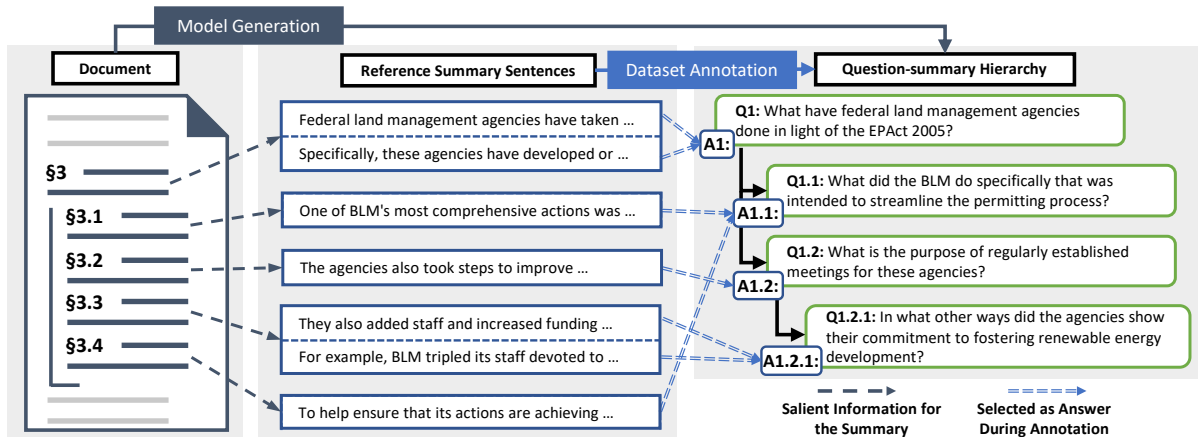 Model Generation
Document
Reference Summary Sentences
Dataset Annotation
Question-summary Hierarchy
§3
§3.1
§3.2
§3.3
§3.4
Federal land management agencies have taken …
Specifically, these agencies have developed or …
One of BLM's most comprehensive actions was …
The agencies also took steps to improve …
They also added staff and increased funding …
For example, BLM tripled its staff devoted to …
To help ensure that its actions are achieving …
Q1: What have federal land management agencies
done in light of the EPAct 2005?
A1:
Q1.1: What did the BLM do specifically that was
intended to streamline the permitting process?
A1.1:
Q1.2: What is the purpose of regularly established
meetings for these agencies?
A1.2:
Q1.2.1: In what other ways did the agencies show
their commitment to fostering renewable energy
development?
A1.2.1:
Salient Information for
the Summary
Selected as Answer
During Annotation